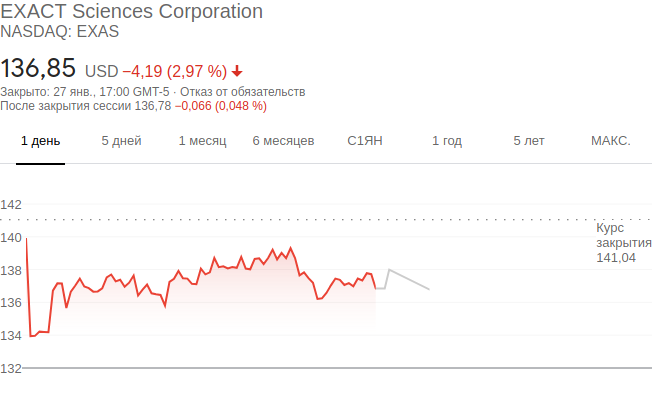 EXACT Sciences Corporation
NASDAQ: EXAS
136,85 USD −4,19 (2,97 %)
Закрыто: 27 янв., 17:00 GMT-5 · Отказ от обязательств
После закрытия сессии 136,78 −0,066 (0,048 %)
1 день 5 дней 1 месяц 6 месяцев С1ЯН 1 год 5 лет МАКС.
142
140
138
136
134
132
Курс
закрытия
141,04